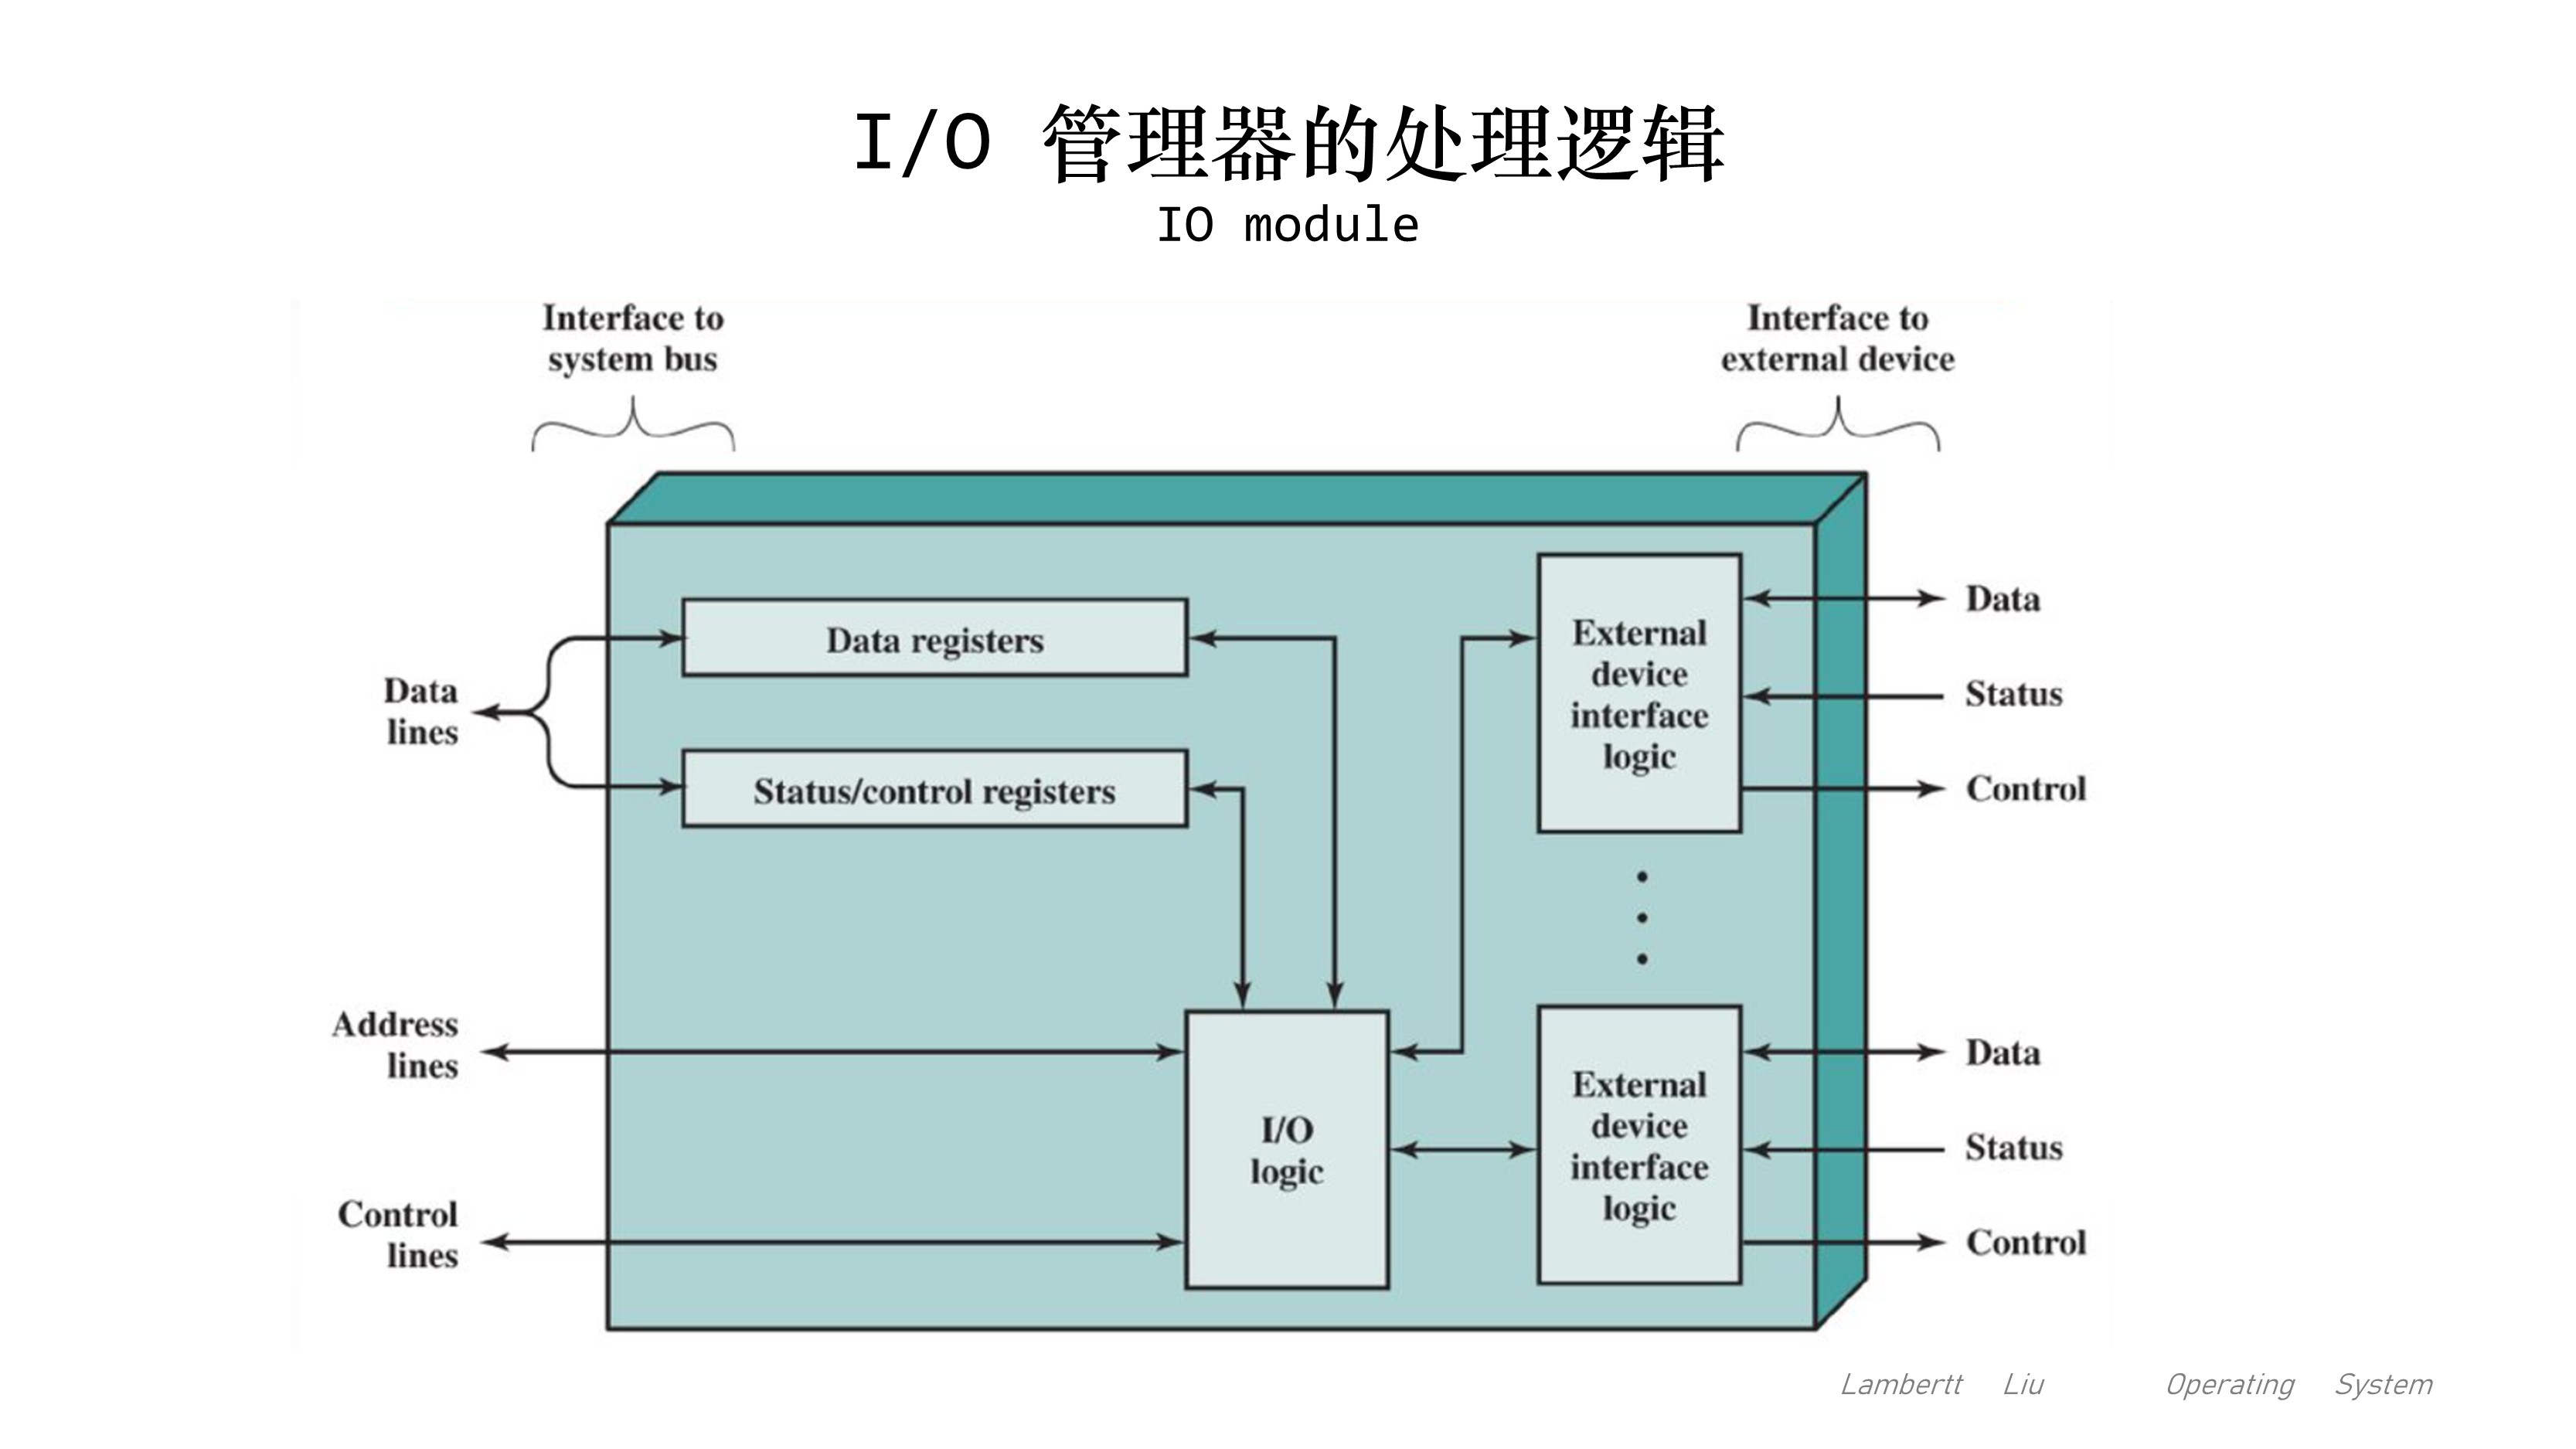 I/O 管理器的处理逻辑
IO module
Interface to
system bus
Interface to
external device
Data registers
Status/control registers
Data
lines
Address
lines
Control
lines
I/O
logic
External
device
interface
logic
Data
Status
Control
External
device
interface
logic
Data
Status
Control
Lambertt Liu Operating System